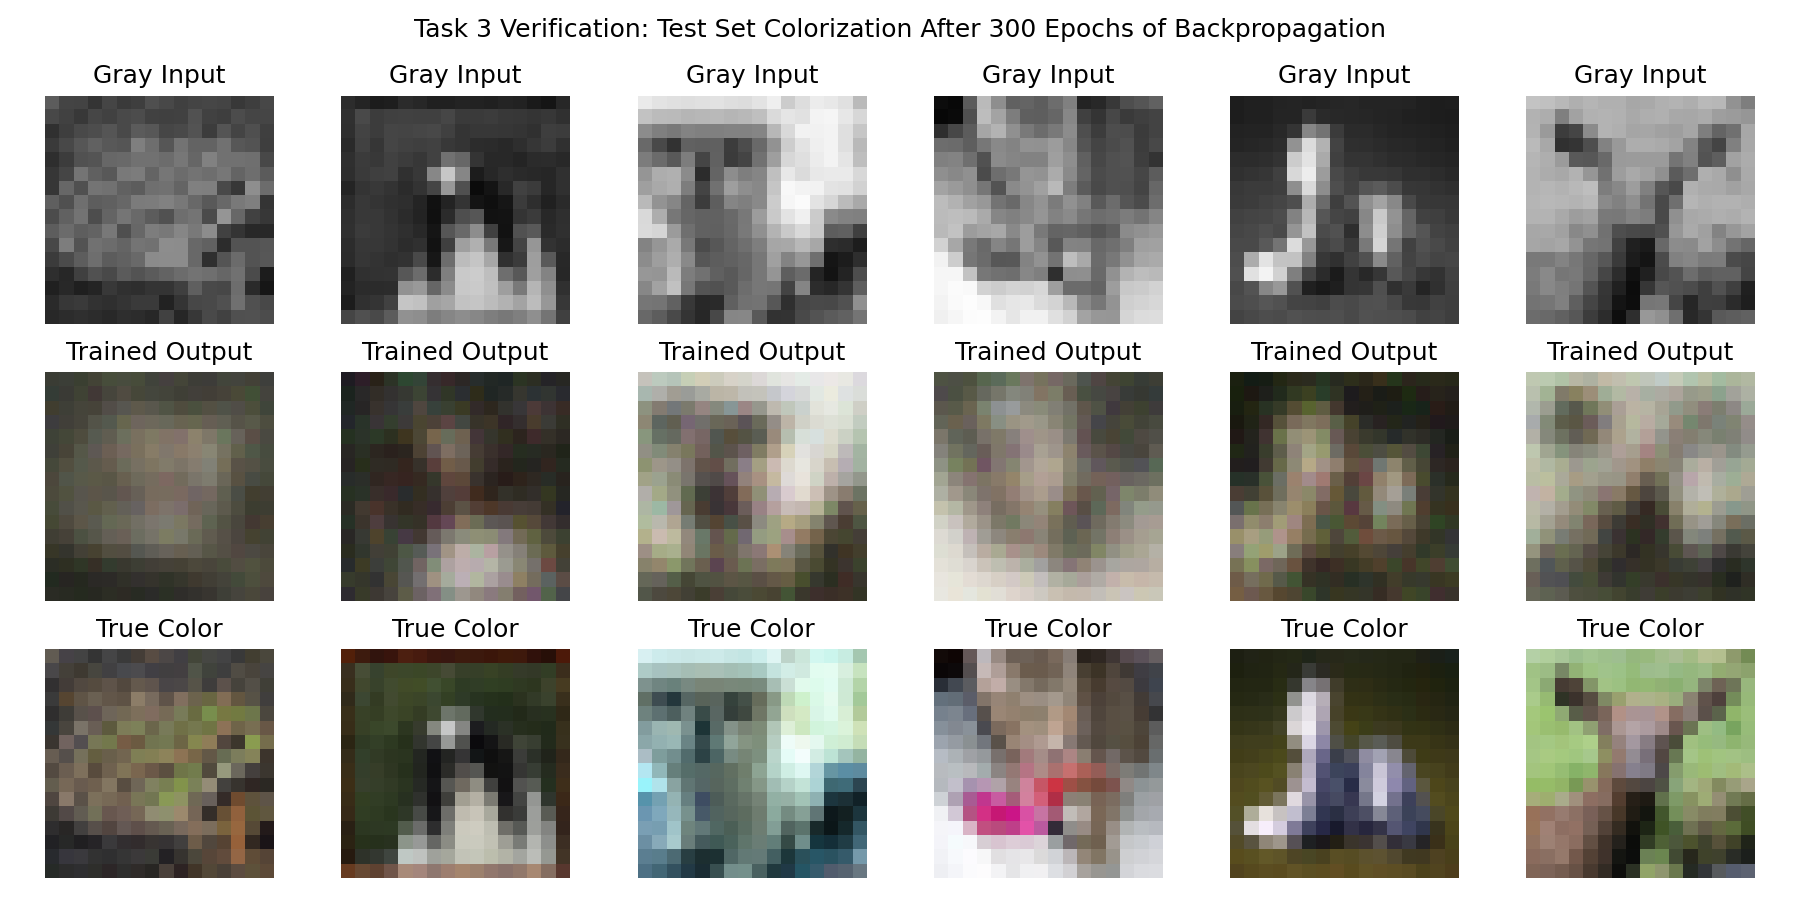 Task 3 Verification: Test Set Colorization After 300 Epochs of Backpropagation
Gray Input Gray Input Gray Input Gray Input Gray Input Gray Input
Trained Output Trained Output Trained Output Trained Output Trained Output Trained Output
True Color True Color True Color True Color True Color True Color